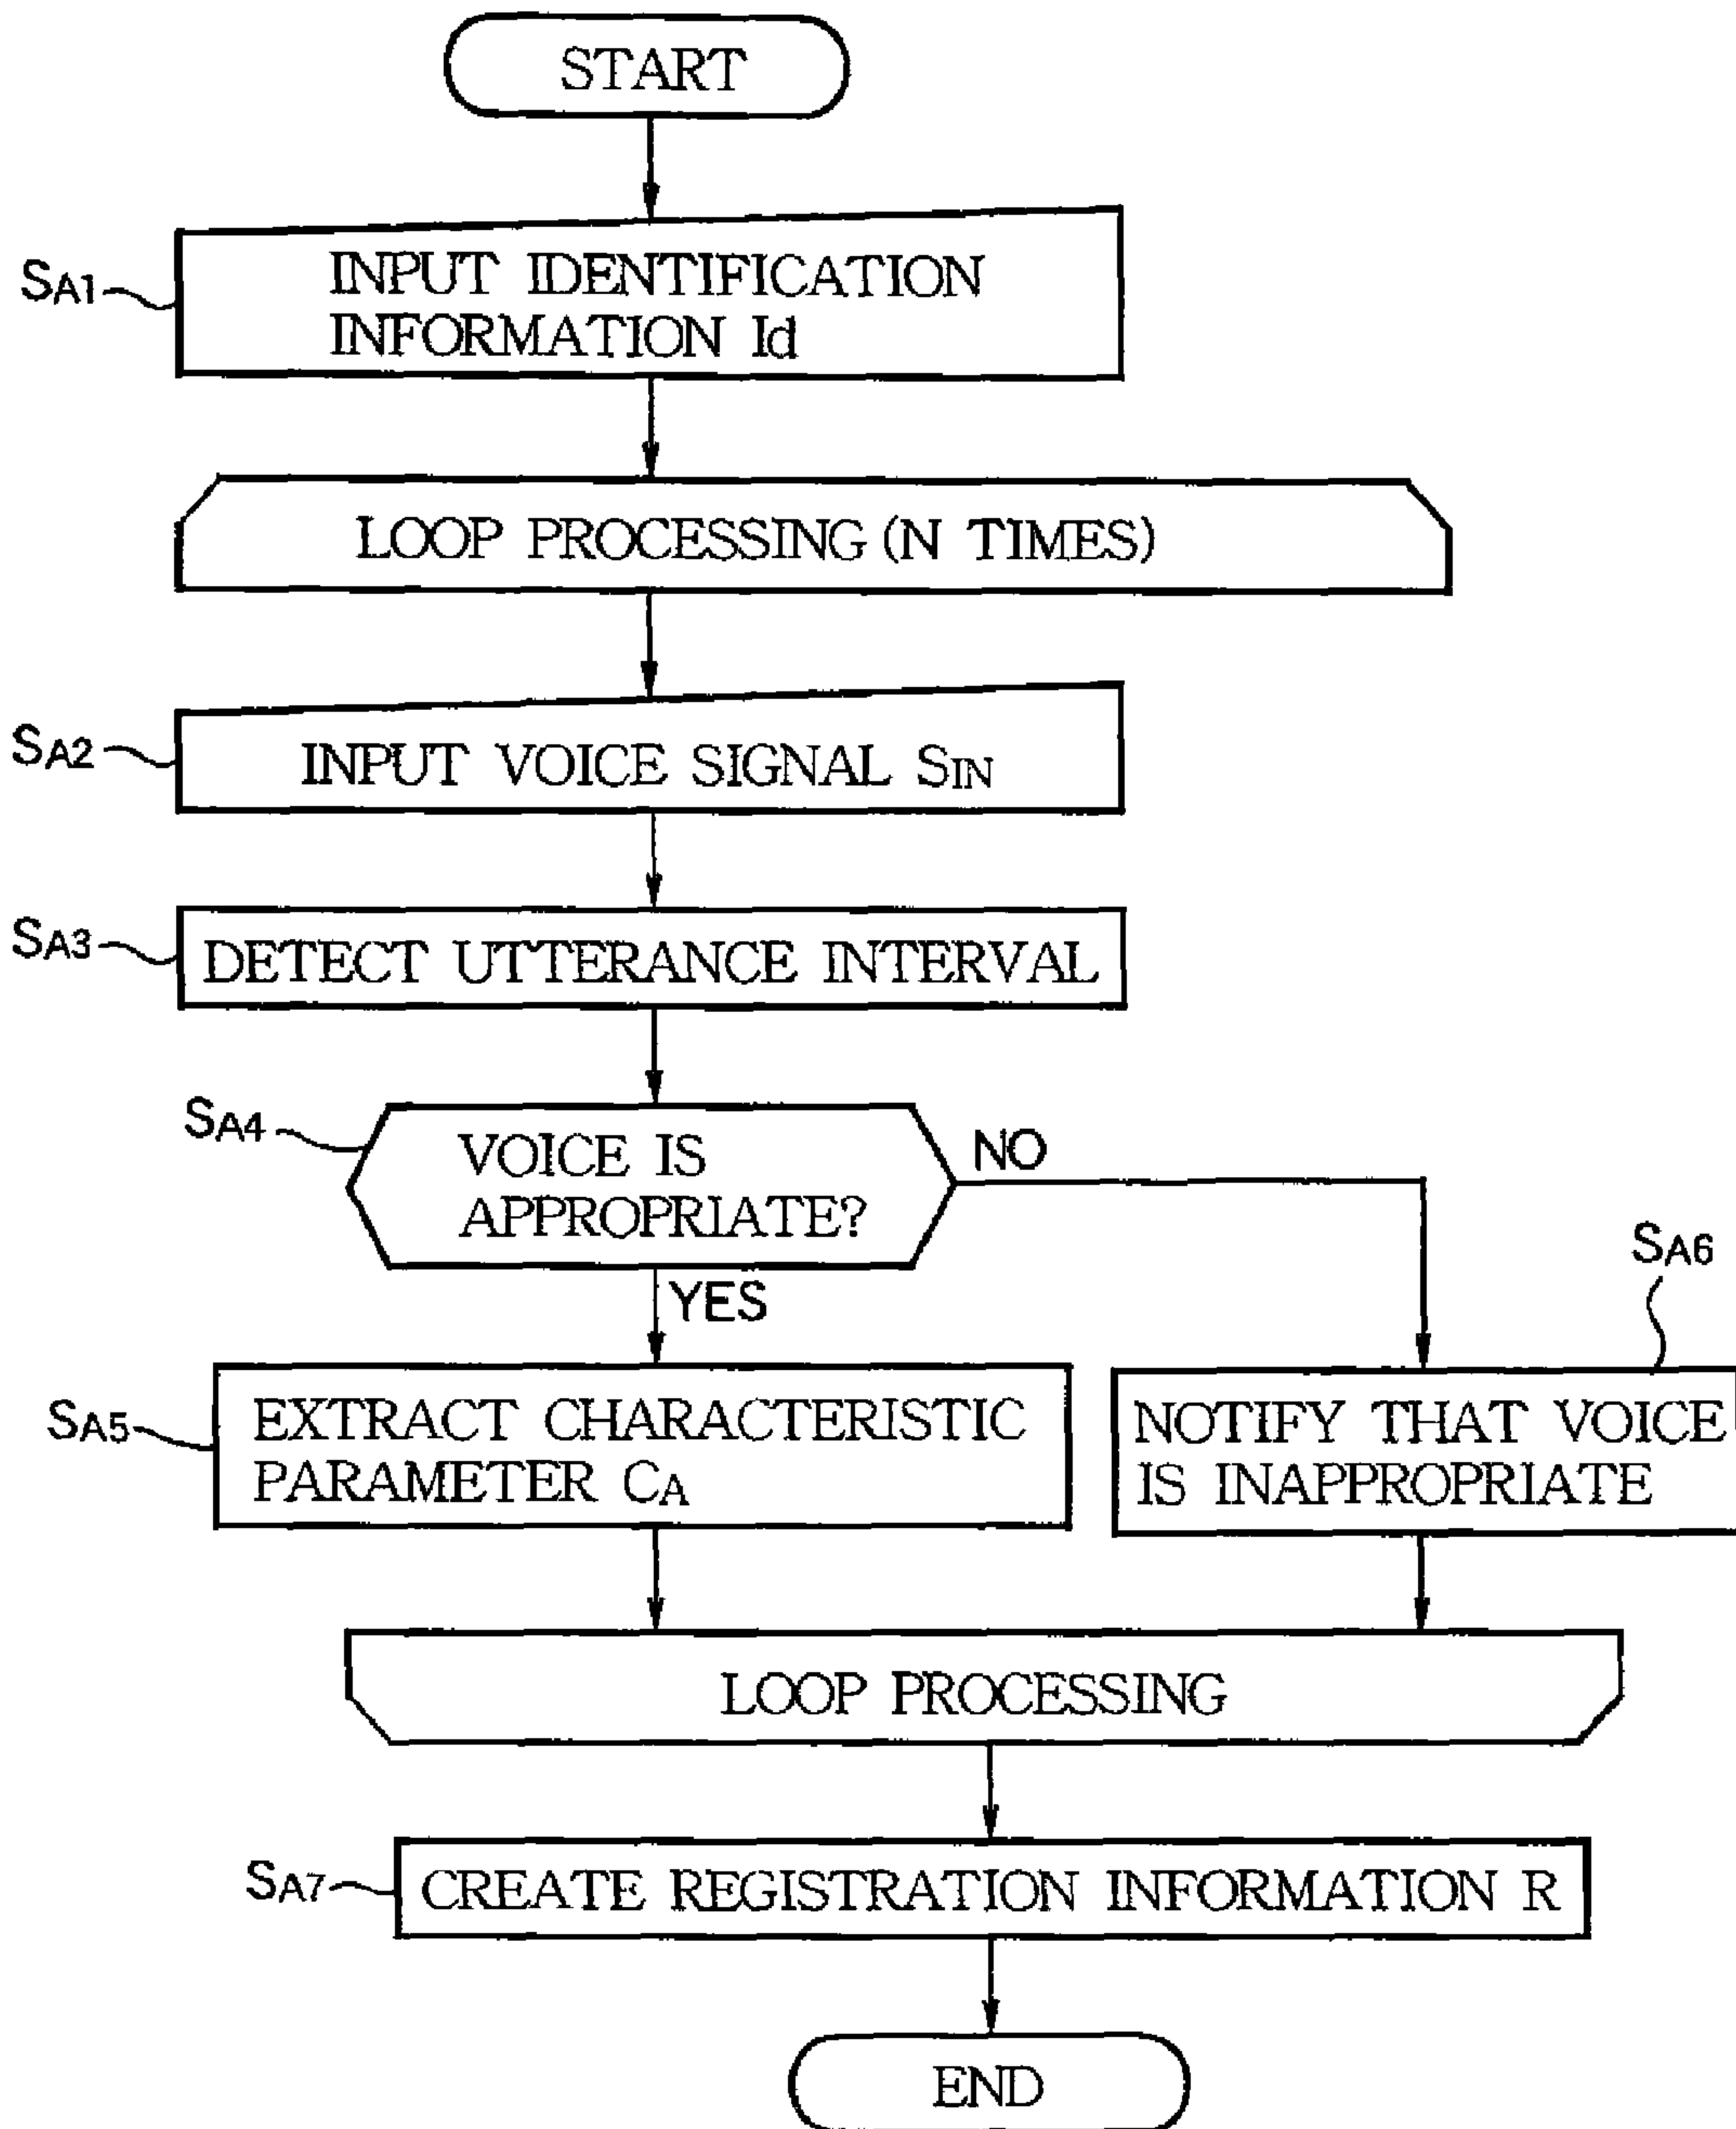 START
SA1
INPUT IDENTIFICATION
INFORMATION Id
LOOP PROCESSING (N TIMES)
SA2
INPUT VOICE SIGNAL SIN
SA3
DETECT UTTERANCE INTERVAL
SA4
VOICE IS
APPROPRIATE?
NO
YES
SA5
EXTRACT CHARACTERISTIC
PARAMETER CA
SA6
NOTIFY THAT VOICE
IS INAPPROPRIATE
LOOP PROCESSING
SA7
CREATE REGISTRATION INFORMATION R
END